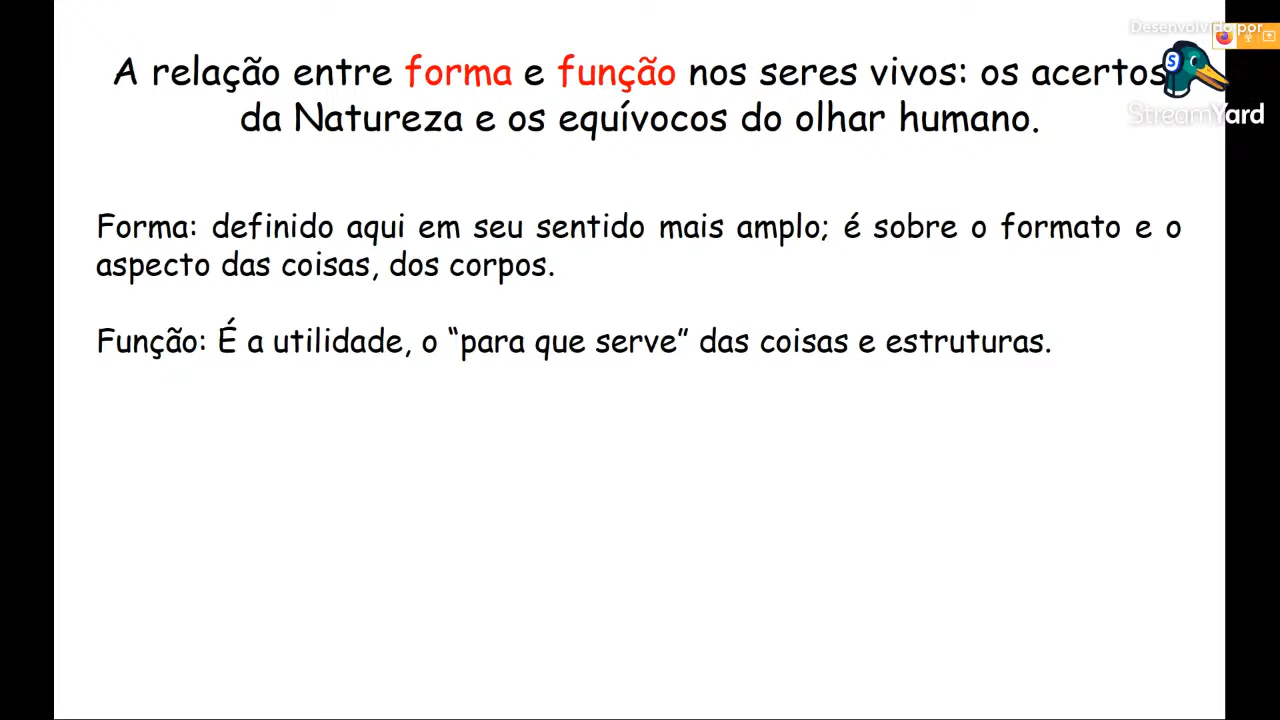 Desenvolvido por
A relação entre forma e função nos seres vivos: os acertos
da Natureza e os equívocos do olhar humano.
StreamYard
Forma: definido aqui em seu sentido mais amplo; é sobre o formato e o
aspecto das coisas, dos corpos.
Função: É a utilidade, o “para que serve” das coisas e estruturas.